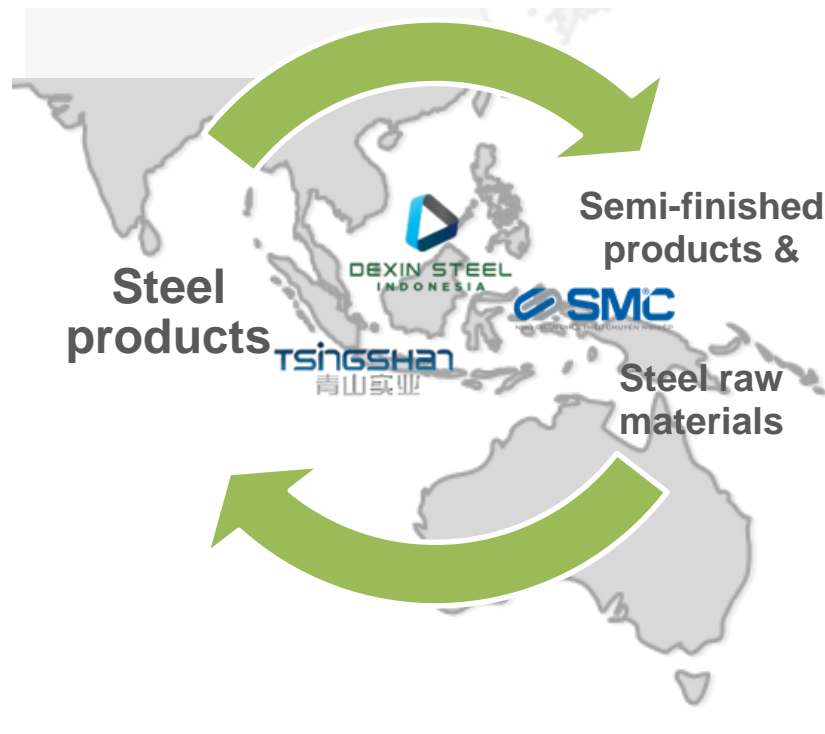 Semi-finished
products &
DEXIN STEEL
INDONESIA
Steel
products
SMC
TSINGSHAN
青山实业
Steel raw
materials